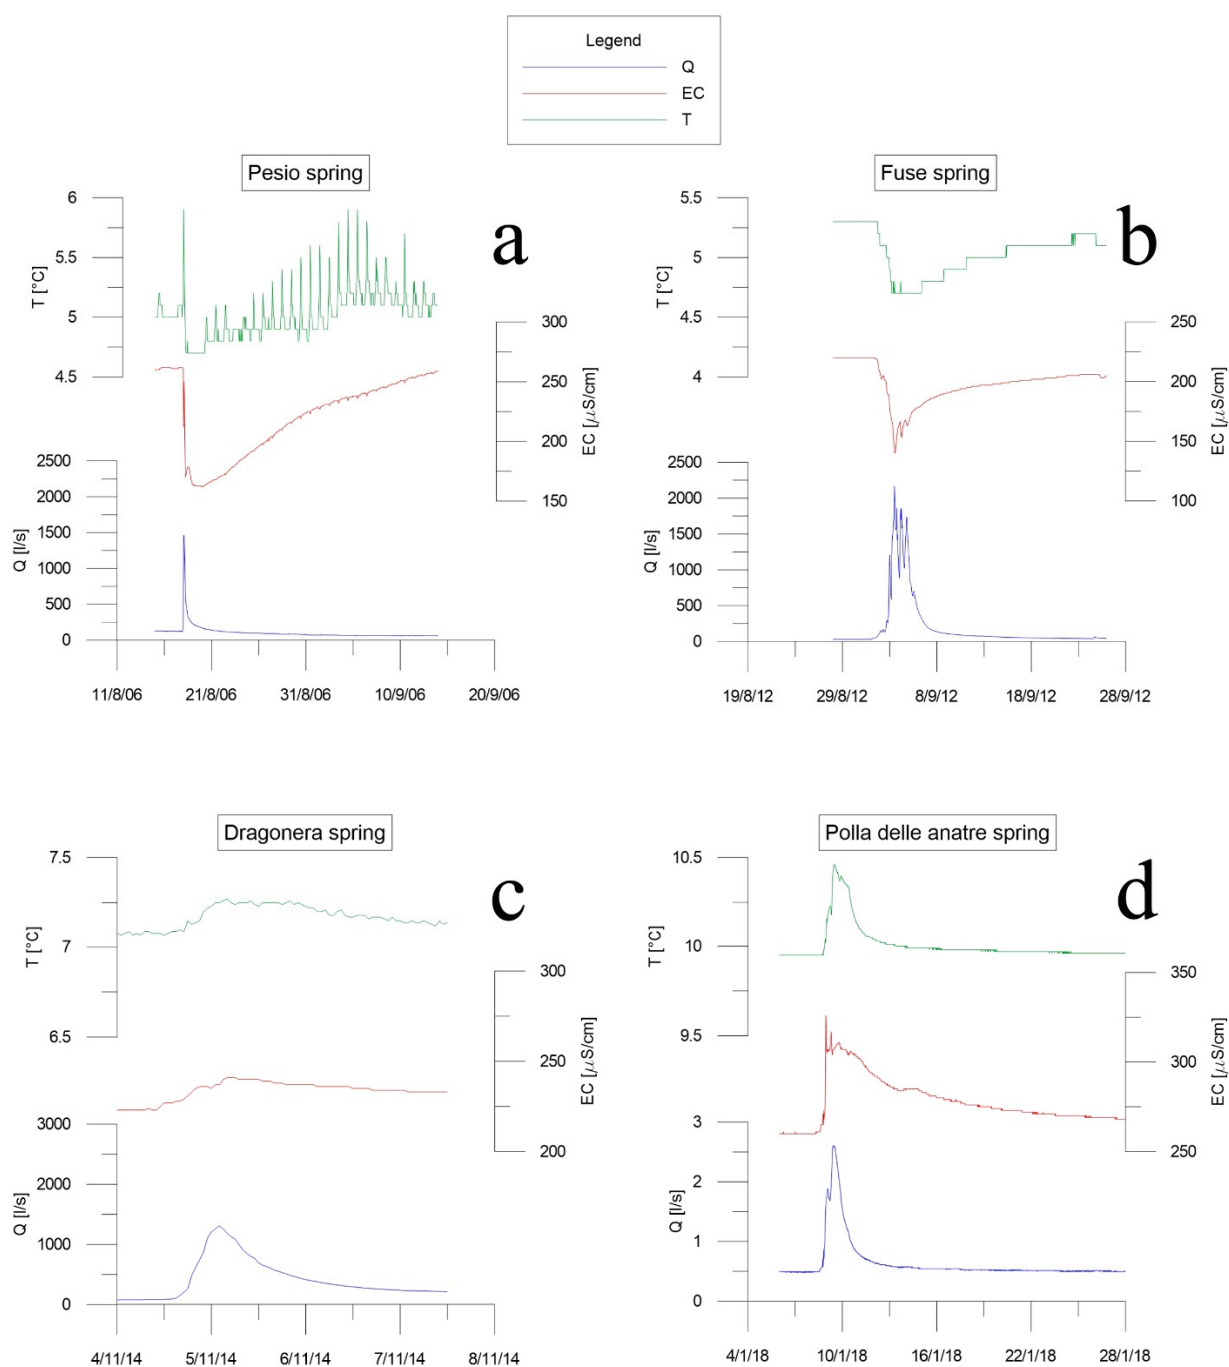 Legend
Q
EC
T
Pesio spring
a
6
5.5
5
4.5
T [°C]
300
250
200
150
EC [µS/cm]
2500
2000
1500
1000
500
0
Q [l/s]
11/8/06 21/8/06 31/8/06 10/9/06 20/9/06
Fuse spring
b
5.5
5
4.5
4
T [°C]
250
200
150
100
EC [µS/cm]
2500
2000
1500
1000
500
0
Q [l/s]
19/8/12 29/8/12 8/9/12 18/9/12 28/9/12
Dragonera spring
c
7.5
7
6.5
T [°C]
300
250
200
EC [µS/cm]
3000
2000
1000
0
Q [l/s]
4/11/14 5/11/14 6/11/14 7/11/14 8/11/14
Polla delle anatre spring
d
10.5
10
9.5
T [°C]
350
300
250
EC [µS/cm]
3
2
1
0
Q [l/s]
4/1/18 10/1/18 16/1/18 22/1/18 28/1/18